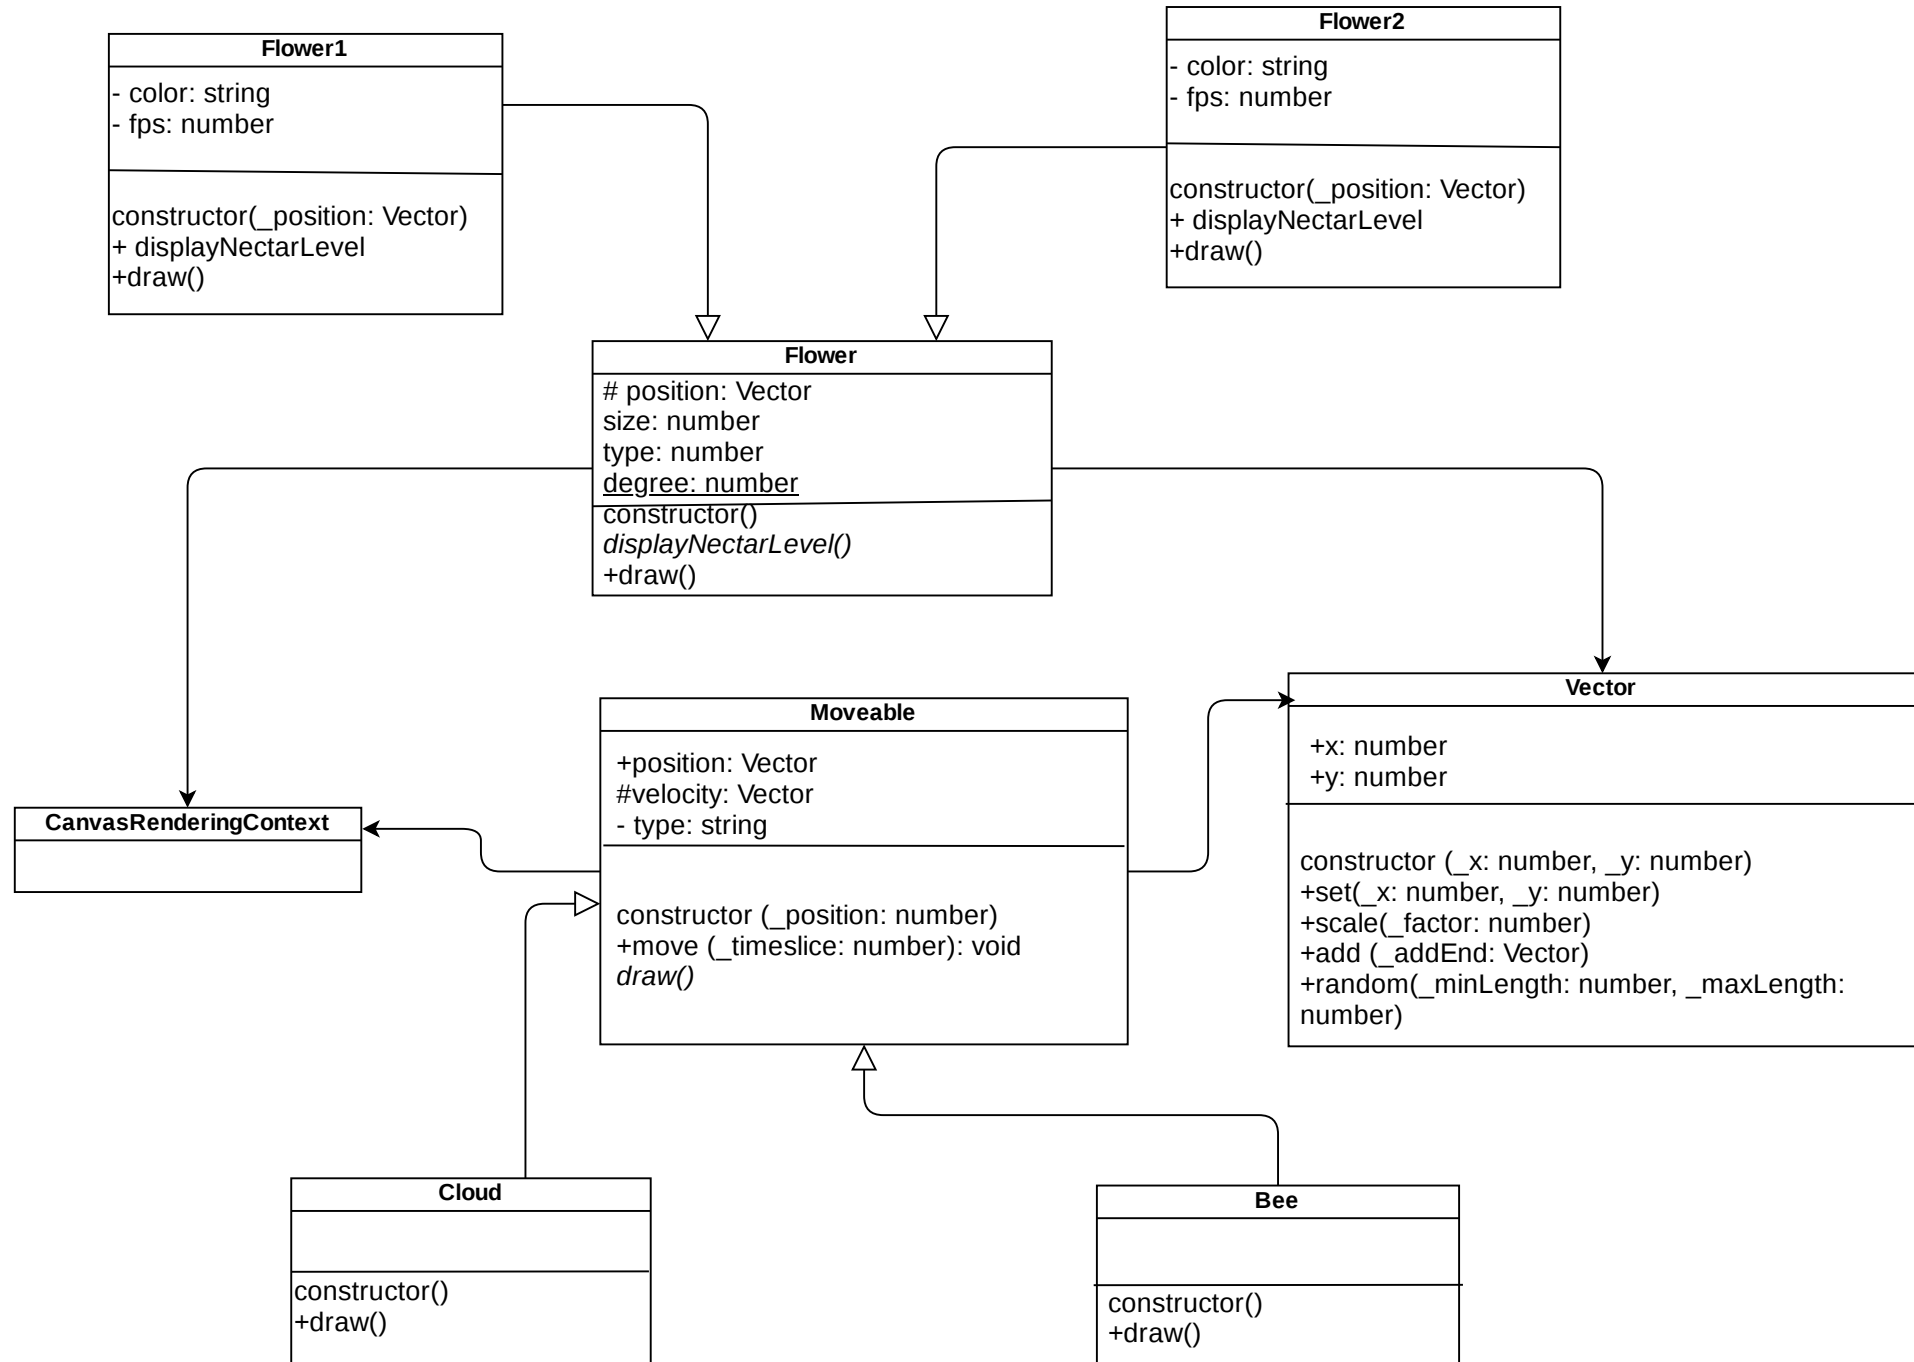 Flower1
- color: string
- fps: number
constructor(_position: Vector)
+ displayNectarLevel
+draw()
Flower2
- color: string
- fps: number
constructor(_position: Vector)
+ displayNectarLevel
+draw()
Flower
# position: Vector
size: number
type: number
degree: number
constructor()
displayNectarLevel()
+draw()
CanvasRenderingContext
Moveable
+position: Vector
#velocity: Vector
- type: string
constructor (_position: number)
+move (_timeslice: number): void
draw()
Vector
+x: number
+y: number
constructor (_x: number, _y: number)
+set(_x: number, _y: number)
+scale(_factor: number)
+add (_addEnd: Vector)
+random(_minLength: number, _maxLength:
number)
Cloud
constructor()
+draw()
Bee
constructor()
+draw()